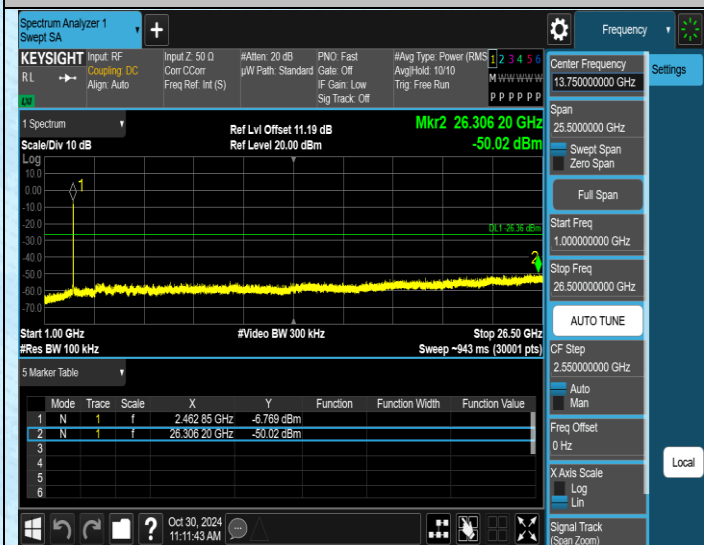 Spectrum Analyzer 1
Swept SA
Frequency
KEYSIGHT
RL
LXI
Input: RF
Coupling: DC
Align: Auto
Input Z: 50 Ω
Corr CCorr
Freq Ref: Int (S)
#Atten: 20 dB
µW Path: Standard
PNO: Fast
Gate: Off
IF Gain: Low
Sig Track: Off
#Avg Type: Power (RMS
Avg|Hold: 10/10
Trig: Free Run
1 2 3 4 5 6
M W W W W W
P P P P P P
1 Spectrum
Scale/Div 10 dB
Ref Lvl Offset 11.19 dB
Ref Level 20.00 dBm
Mkr2 26.306 20 GHz
-50.02 dBm
Log
10.0
0.00
-10.0
-20.0
-30.0
-40.0
-50.0
-60.0
-70.0
1
DL1 -26.36 dBm
2
Start 1.00 GHz
#Res BW 100 kHz
#Video BW 300 kHz
Stop 26.50 GHz
Sweep ~943 ms (30001 pts)
5 Marker Table
Mode Trace Scale X Y Function Function Width Function Value
1 N 1 f 2.462 85 GHz -6.769 dBm
2 N 1 f 26.306 20 GHz -50.02 dBm
3
4
5
6
Oct 30, 2024
11:11:43 AM
Center Frequency
13.750000000 GHz
Settings
Span
25.5000000 GHz
Swept Span
Zero Span
Full Span
Start Freq
1.000000000 GHz
Stop Freq
26.500000000 GHz
AUTO TUNE
CF Step
2.550000000 GHz
Auto
Man
Freq Offset
0 Hz
X Axis Scale
Log
Lin
Local
Signal Track
(Span Zoom)